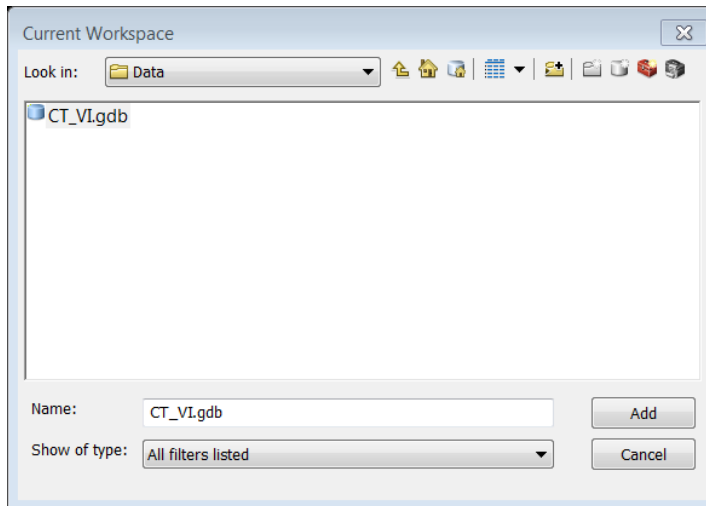 Current Workspace
Look in: Data
CT_VI.gdb
Name: CT_VI.gdb Add
Show of type: All filters listed Cancel